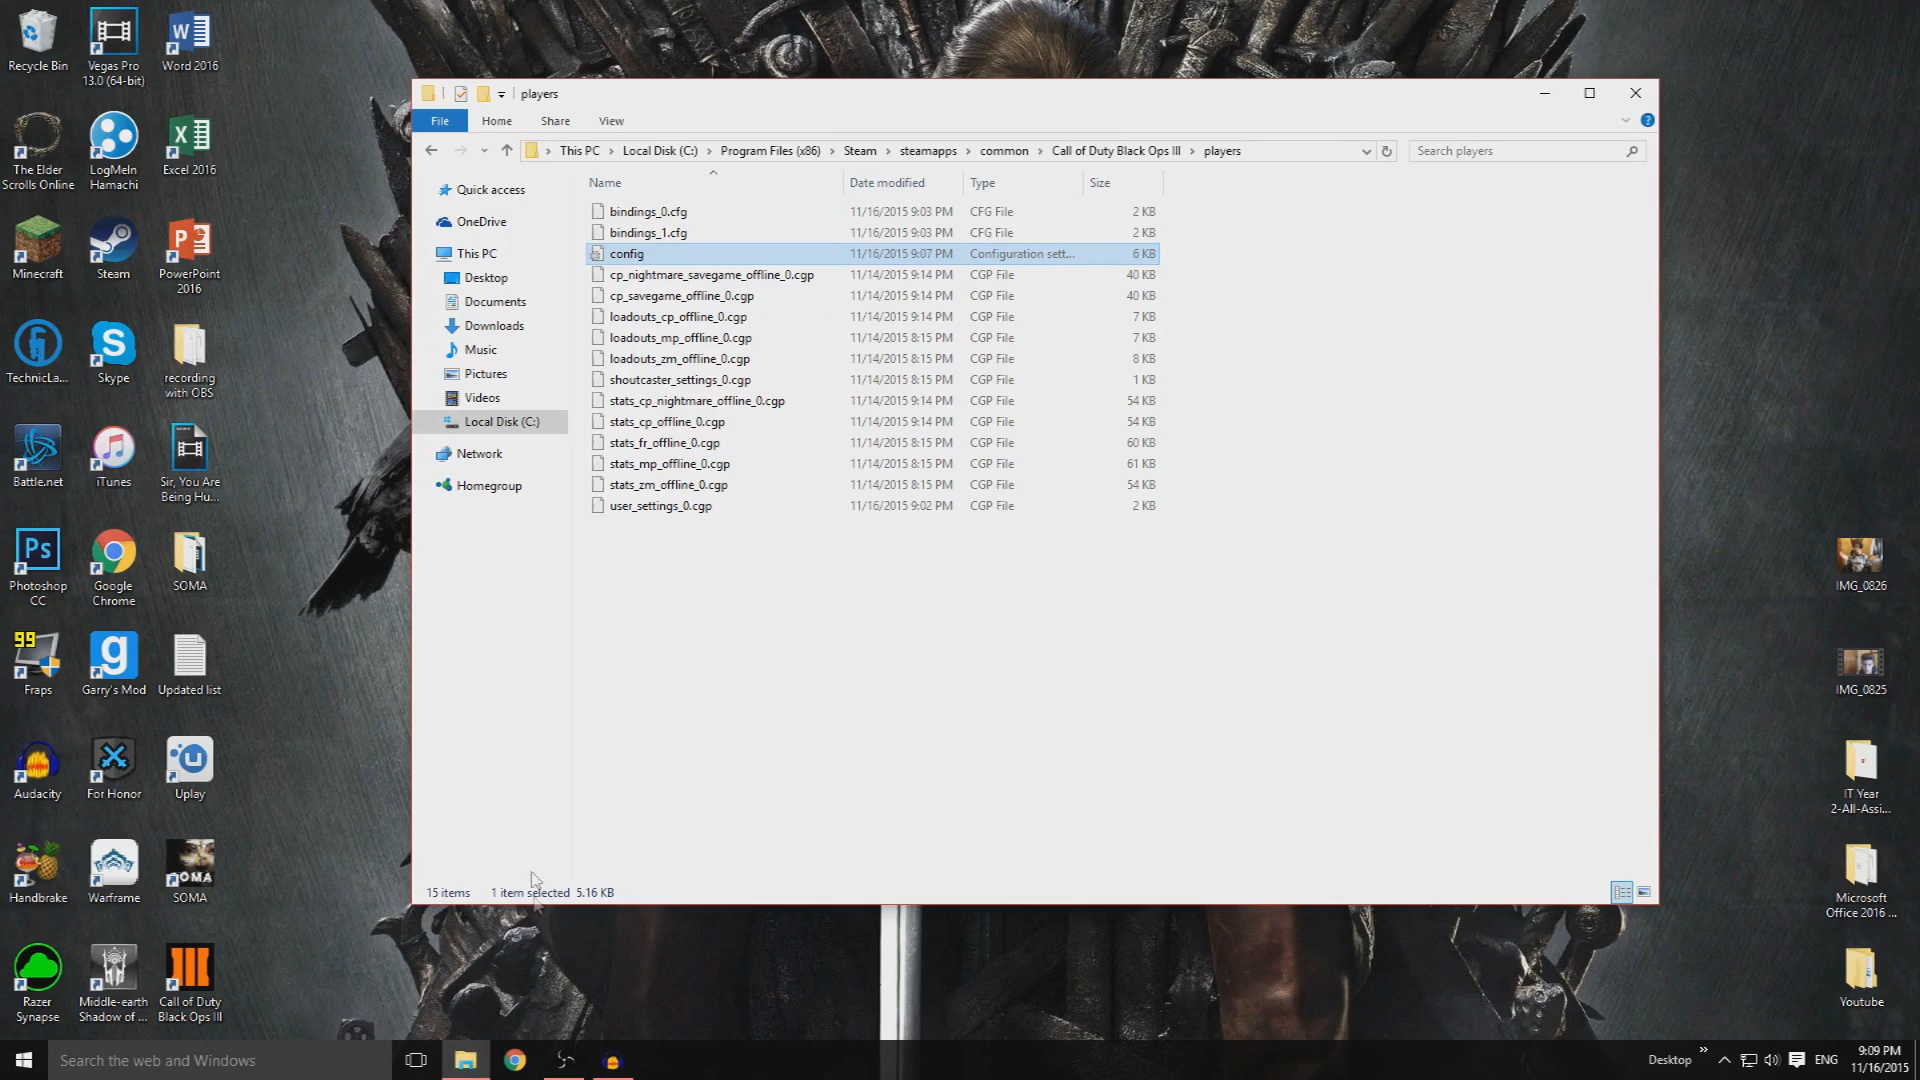 Recycle Bin
Vegas Pro
13.0 (64-bit)
Word 2016
The Elder
Scrolls Online
LogMeIn
Hamachi
Excel 2016
Minecraft
Steam
PowerPoint
2016
TechnicLa...
Skype
recording
with OBS
Battle.net
iTunes
Sir, You Are
Being Hu...
Ps
Photoshop
CC
Google
Chrome
SOMA
99
Fraps
Garry's Mod
Updated list
Audacity
For Honor
Uplay
Handbrake
Warframe
SOMA
Razer
Synapse
Middle-earth
Shadow of ...
Call of Duty
Black Ops III
players
File
Home
Share
View
This PC
Local Disk (C:)
Program Files (x86)
Steam
steamapps
common
Call of Duty Black Ops III
players
Search players
Quick access
OneDrive
This PC
Desktop
Documents
Downloads
Music
Pictures
Videos
Local Disk (C:)
Network
Homegroup
Name Date modified Type Size
bindings_0.cfg 11/16/2015 9:03 PM CFG File 2 KB
bindings_1.cfg 11/16/2015 9:03 PM CFG File 2 KB
config 11/16/2015 9:07 PM Configuration sett... 6 KB
cp_nightmare_savegame_offline_0.cgp 11/14/2015 9:14 PM CGP File 40 KB
cp_savegame_offline_0.cgp 11/14/2015 9:14 PM CGP File 40 KB
loadouts_cp_offline_0.cgp 11/14/2015 9:14 PM CGP File 7 KB
loadouts_mp_offline_0.cgp 11/14/2015 8:15 PM CGP File 7 KB
loadouts_zm_offline_0.cgp 11/14/2015 8:15 PM CGP File 8 KB
shoutcaster_settings_0.cgp 11/14/2015 8:15 PM CGP File 1 KB
stats_cp_nightmare_offline_0.cgp 11/14/2015 9:14 PM CGP File 54 KB
stats_cp_offline_0.cgp 11/14/2015 9:14 PM CGP File 54 KB
stats_fr_offline_0.cgp 11/14/2015 8:15 PM CGP File 60 KB
stats_mp_offline_0.cgp 11/14/2015 8:15 PM CGP File 61 KB
stats_zm_offline_0.cgp 11/14/2015 8:15 PM CGP File 54 KB
user_settings_0.cgp 11/16/2015 9:02 PM CGP File 2 KB
15 items 1 item selected 5.16 KB
IMG_0826
IMG_0825
IT Year
2-All-Assi...
Microsoft
Office 2016 ...
Youtube
Search the web and Windows
Desktop
ENG
9:09 PM
11/16/2015